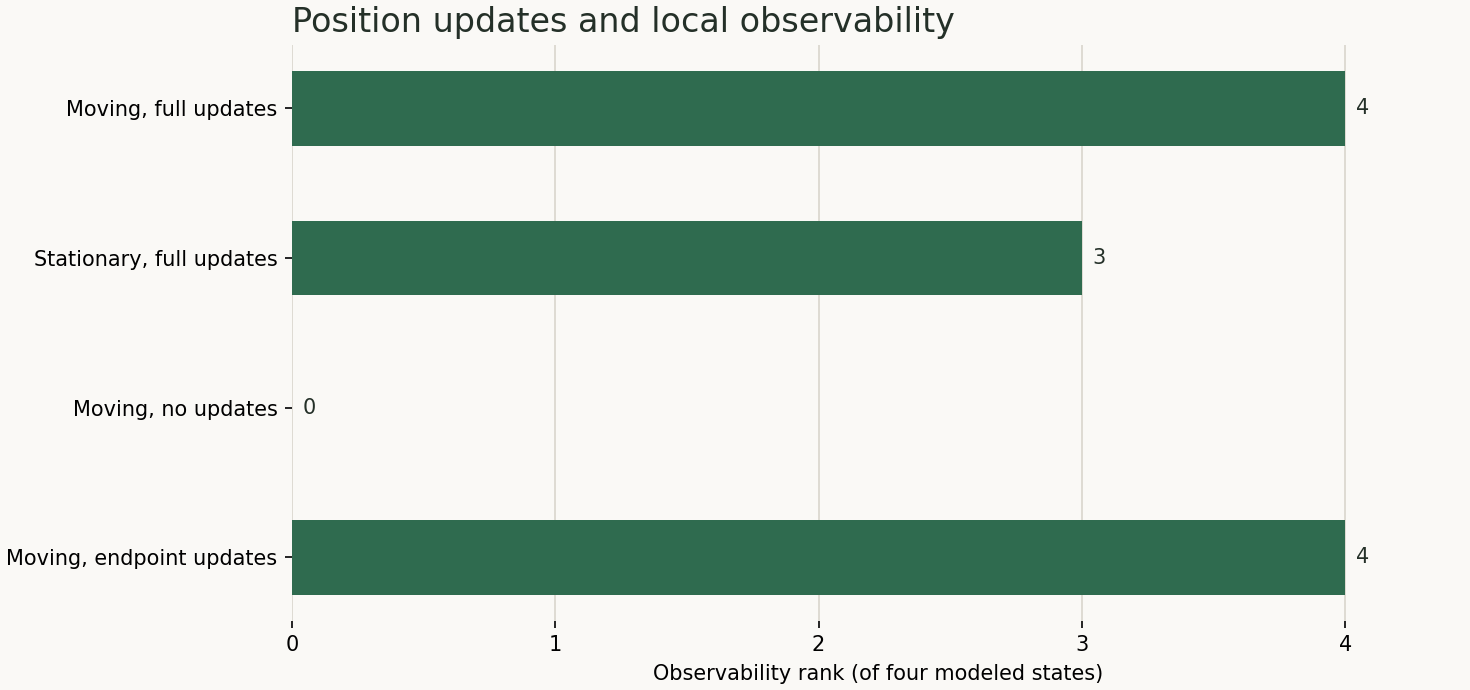 Position updates and local observability
Moving, full updates
4
Stationary, full updates
3
Moving, no updates
0
Moving, endpoint updates
4
0 1 2 3 4
Observability rank (of four modeled states)